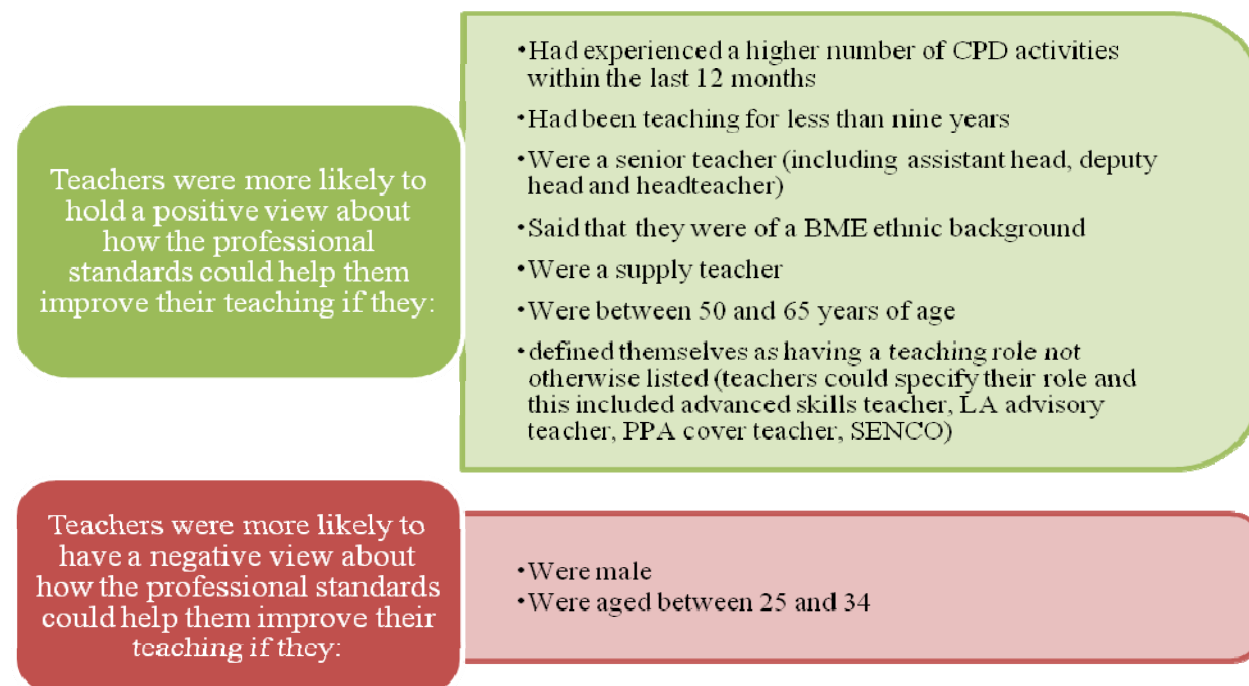 Teachers were more likely to
hold a positive view about
how the professional
standards could help them
improve their teaching if they:
•Had experienced a higher number of CPD activities
within the last 12 months
•Had been teaching for less than nine years
•Were a senior teacher (including assistant head, deputy
head and headteacher)
•Said that they were of a BME ethnic background
•Were a supply teacher
•Were between 50 and 65 years of age
•defined themselves as having a teaching role not
otherwise listed (teachers could specify their role and
this included advanced skills teacher, LA advisory
teacher, PPA cover teacher, SENCO)
Teachers were more likely to
have a negative view about
how the professional standards
could help them improve their
teaching if they:
•Were male
•Were aged between 25 and 34